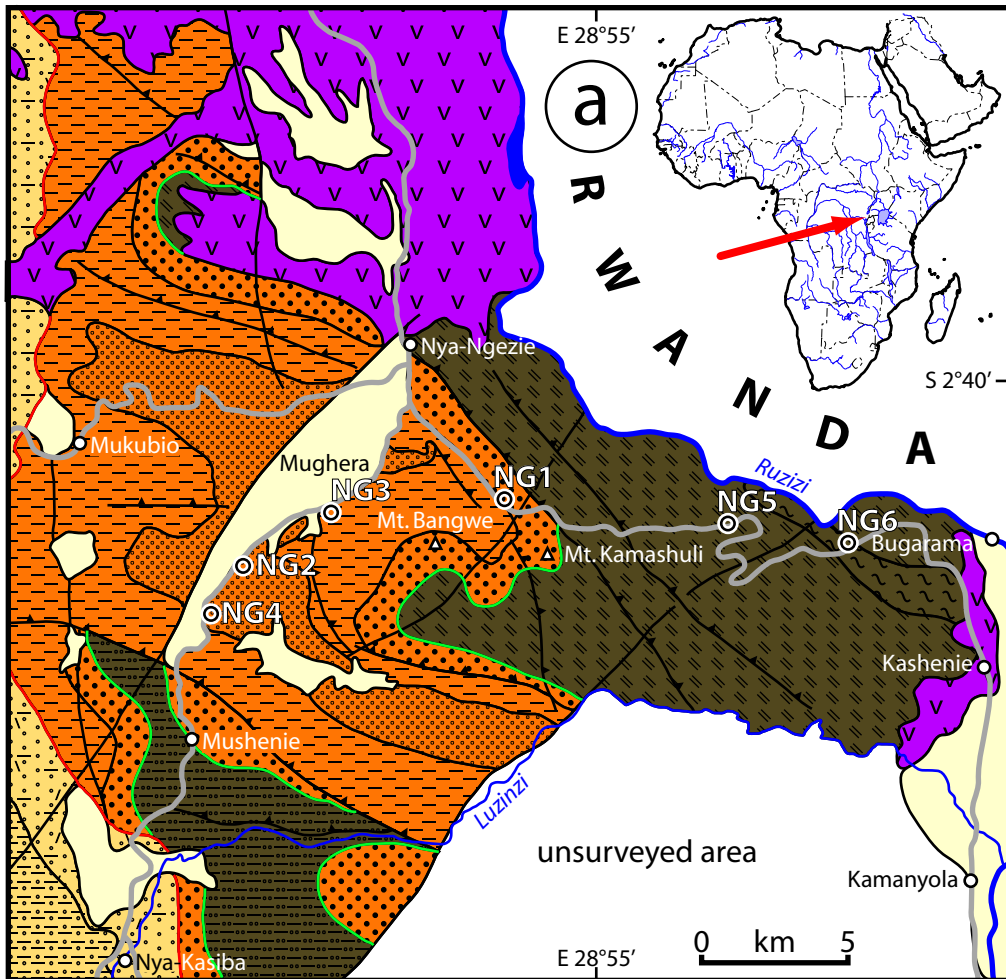 E 28°55’
a
R
W
A
N
D
A
S 2°40’
Nya-Ngezie
Mukubio
Mughera
NG1
NG3
Mt. Bangwe
Ruzizi
NG5
NG6
Bugarama
Mt. Kamashuli
NG2
NG4
Kashenie
Mushenie
Luzinzi
unsurveyed area
Kamanyola
E 28°55’
0 km 5
Nya-Kasiba